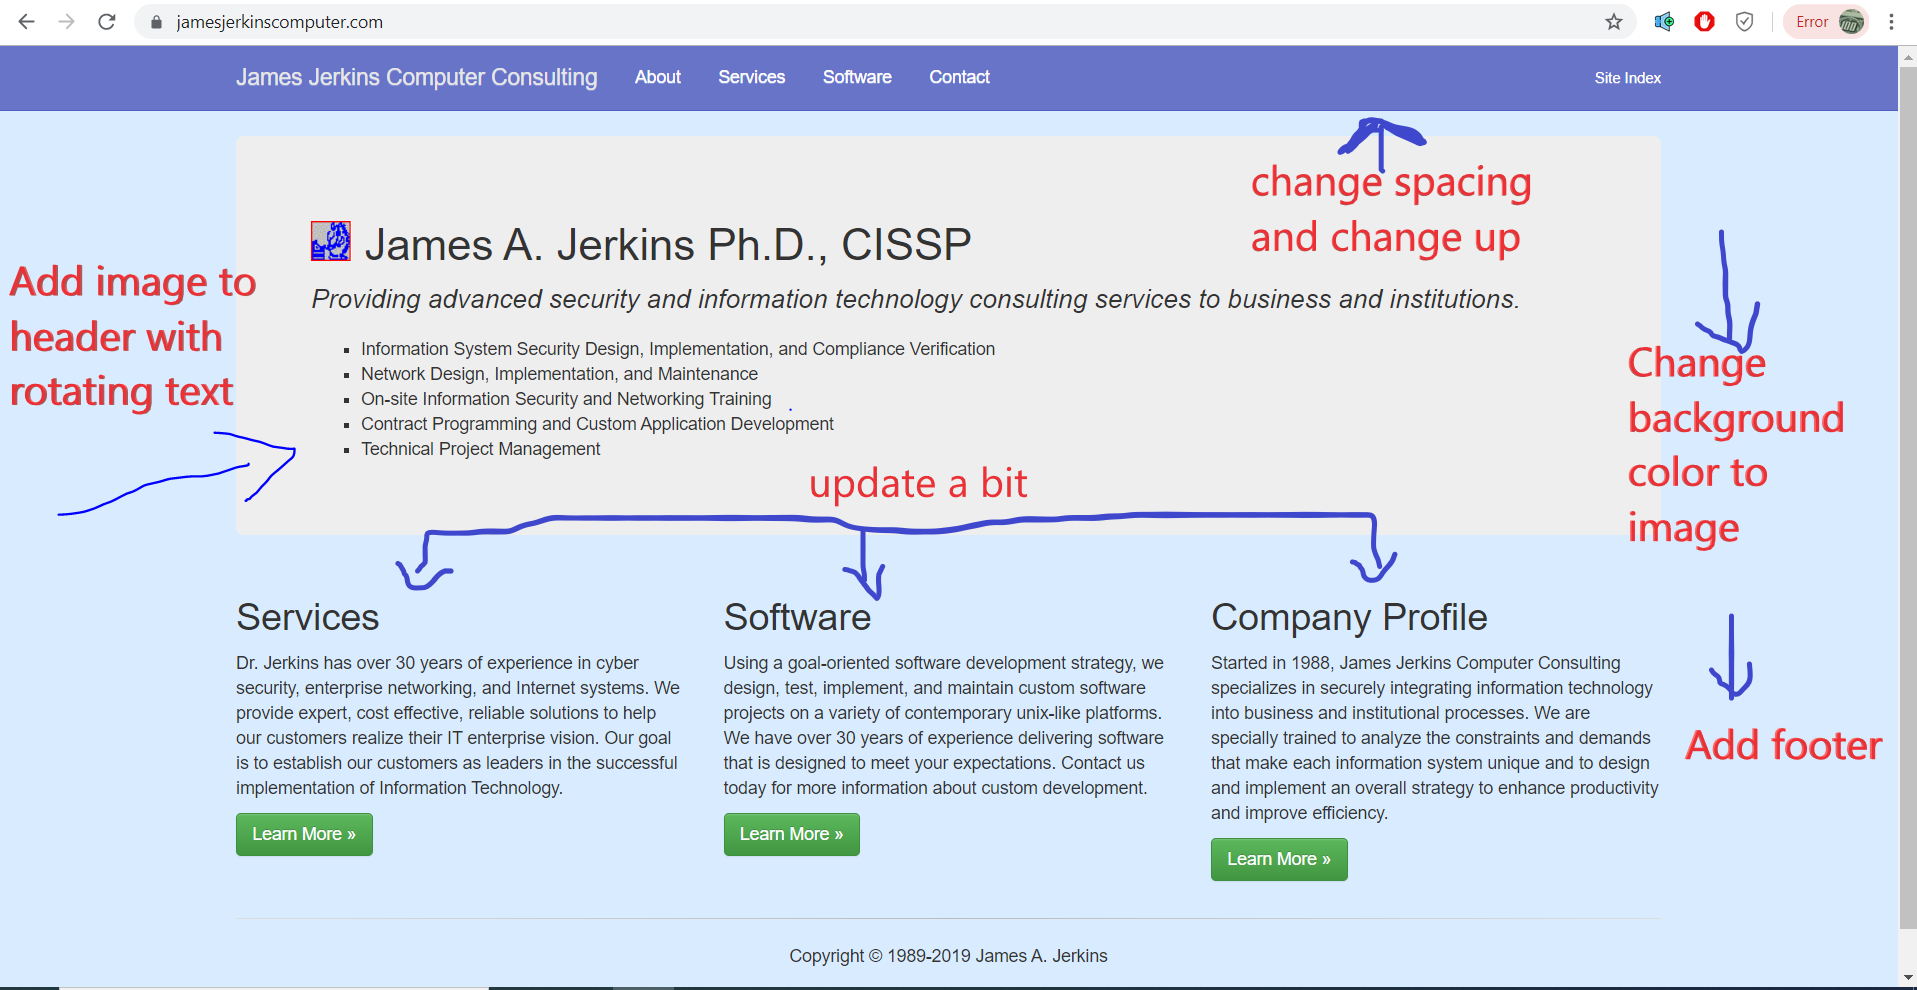 jamesjerkinscomputer.com
Error
James Jerkins Computer Consulting About Services Software Contact Site Index
change spacing
and change up
James A. Jerkins Ph.D., CISSP
Providing advanced security and information technology consulting services to business and institutions.
Information System Security Design, Implementation, and Compliance Verification
Network Design, Implementation, and Maintenance
On-site Information Security and Networking Training
Contract Programming and Custom Application Development
Technical Project Management
Add image to
header with
rotating text
Change
background
color to
image
update a bit
Services
Dr. Jerkins has over 30 years of experience in cyber
security, enterprise networking, and Internet systems. We
provide expert, cost effective, reliable solutions to help
our customers realize their IT enterprise vision. Our goal
is to establish our customers as leaders in the successful
implementation of Information Technology.
Learn More »
Software
Using a goal-oriented software development strategy, we
design, test, implement, and maintain custom software
projects on a variety of contemporary unix-like platforms.
We have over 30 years of experience delivering software
that is designed to meet your expectations. Contact us
today for more information about custom development.
Learn More »
Company Profile
Started in 1988, James Jerkins Computer Consulting
specializes in securely integrating information technology
into business and institutional processes. We are
specially trained to analyze the constraints and demands
that make each information system unique and to design
and implement an overall strategy to enhance productivity
and improve efficiency.
Learn More »
Add footer
Copyright © 1989-2019 James A. Jerkins